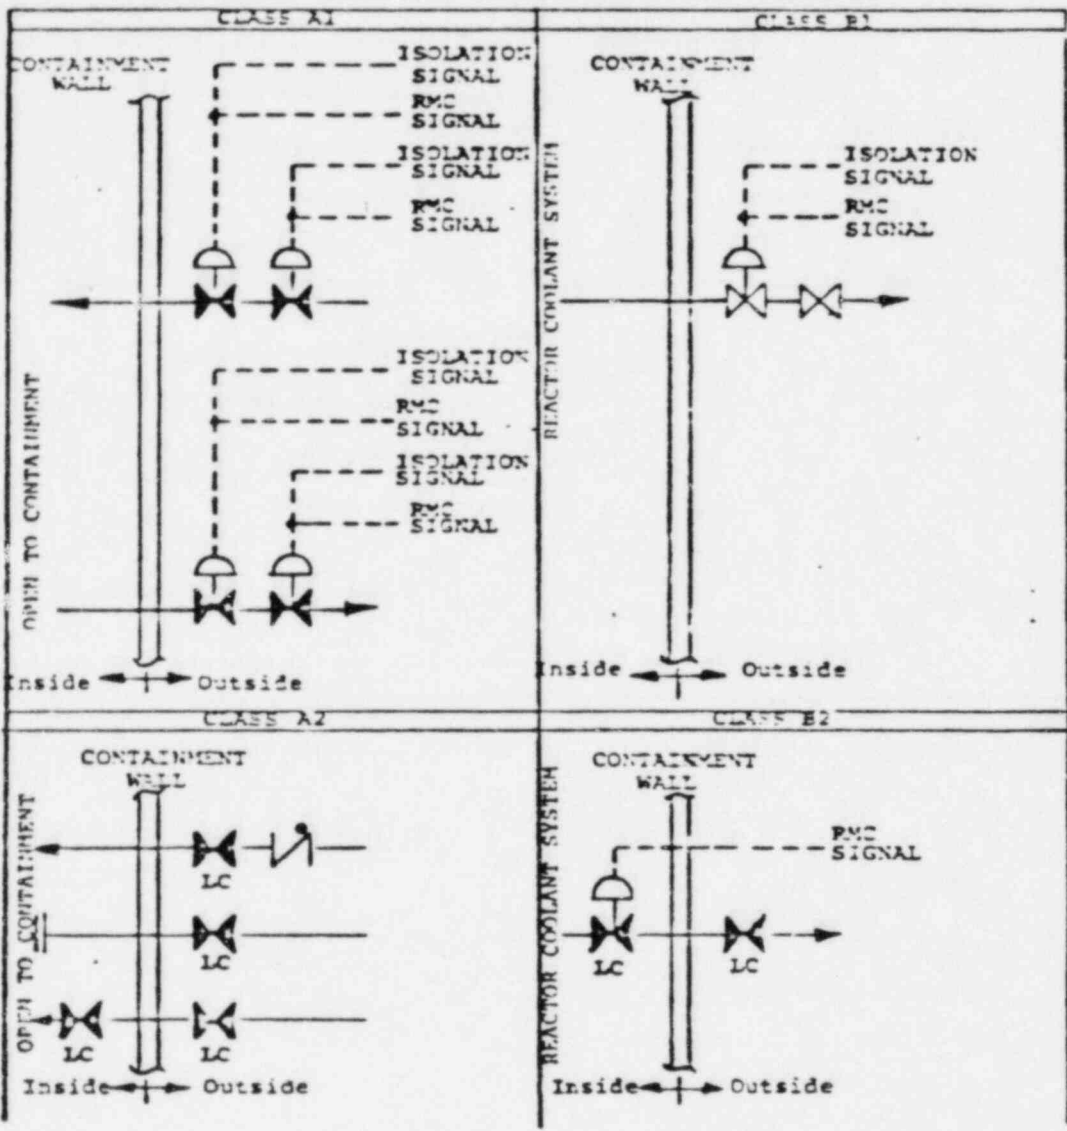 CLASS A1
CONTAINMENT
WALL
ISOLATION
SIGNAL
RMC
SIGNAL
ISOLATION
SIGNAL
RMC
SIGNAL
ISOLATION
SIGNAL
RMC
SIGNAL
ISOLATION
SIGNAL
RMC
SIGNAL
OPEN TO CONTAINMENT
Inside
Outside
CLASS B1
CONTAINMENT
WALL
REACTOR COOLANT SYSTEM
ISOLATION
SIGNAL
RMC
SIGNAL
Inside
Outside
CLASS A2
CONTAINMENT
WALL
OPEN TO CONTAINMENT
LC
LC
LC
LC
Inside
Outside
CLASS B2
CONTAINMENT
WALL
REACTOR COOLANT SYSTEM
RMC
SIGNAL
LC
LC
Inside
Outside